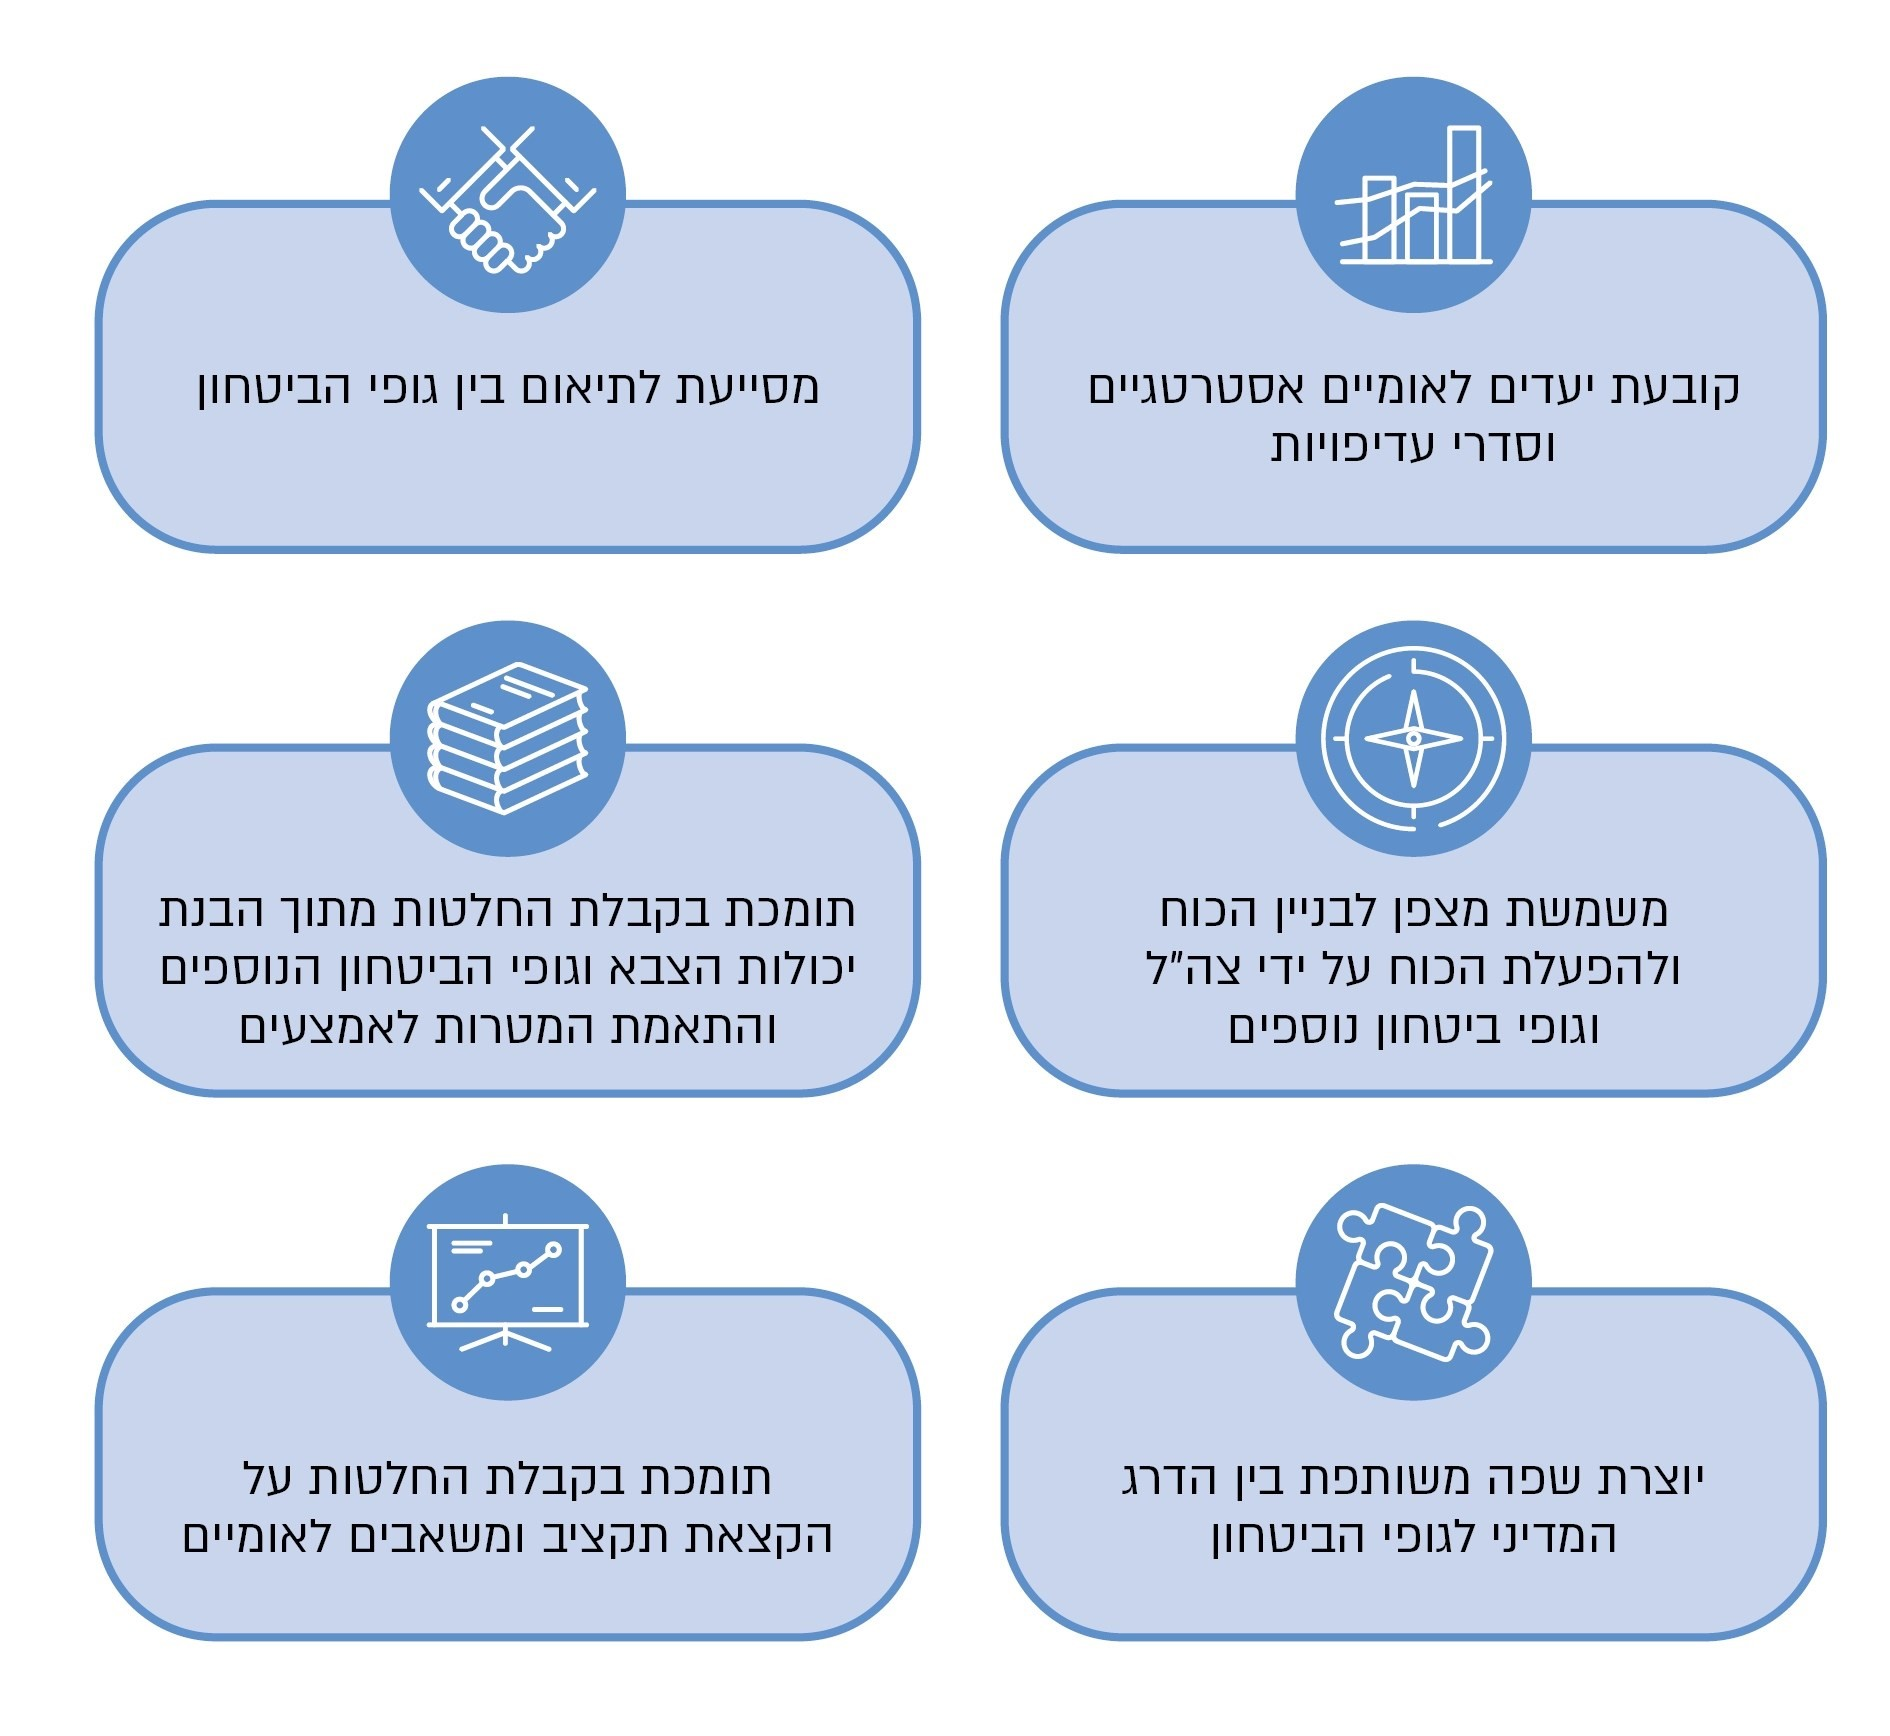 קובעת יעדים לאומיים אסטרטגיים
וסדרי עדיפויות
מסייעת לתיאום בין גופי הביטחון
משמשת מצפן לבניין הכוח
ולהפעלת הכוח על ידי צה"ל
וגופי ביטחון נוספים
תומכת בקבלת החלטות מתוך הבנת
יכולות הצבא וגופי הביטחון הנוספים
והתאמת המטרות לאמצעים
יוצרת שפה משותפת בין הדרג
המדיני לגופי הביטחון
תומכת בקבלת החלטות על
הקצאת תקציב ומשאבים לאומיים